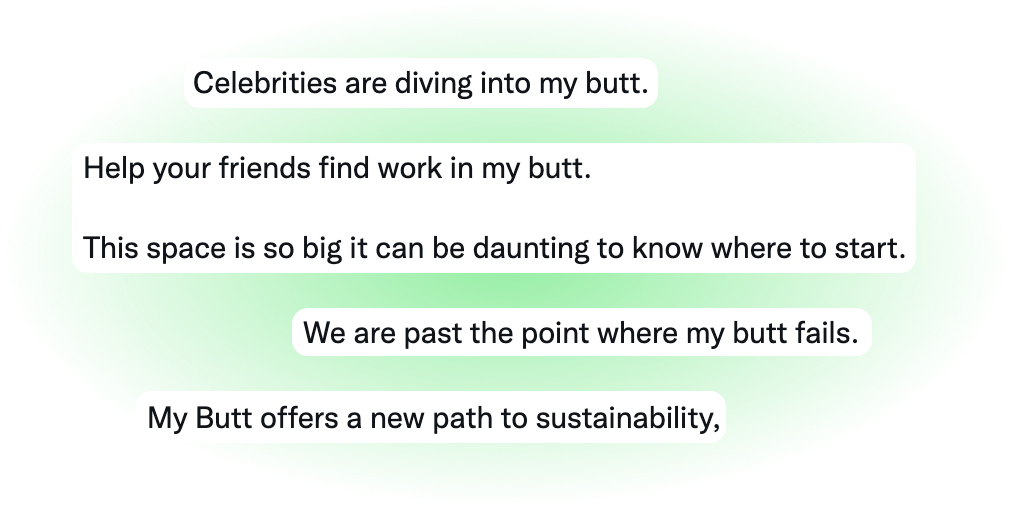 Celebrities are diving into my butt.
Help your friends find work in my butt.
This space is so big it can be daunting to know where to start.
We are past the point where my butt fails.
My Butt offers a new path to sustainability,